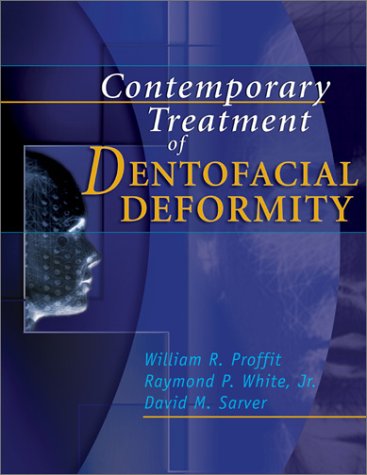 Contemporary
Treatment
of
DENTOFACIAL
DEFORMITY
William R. Proffit
Raymond P. White, Jr.
David M. Sarver